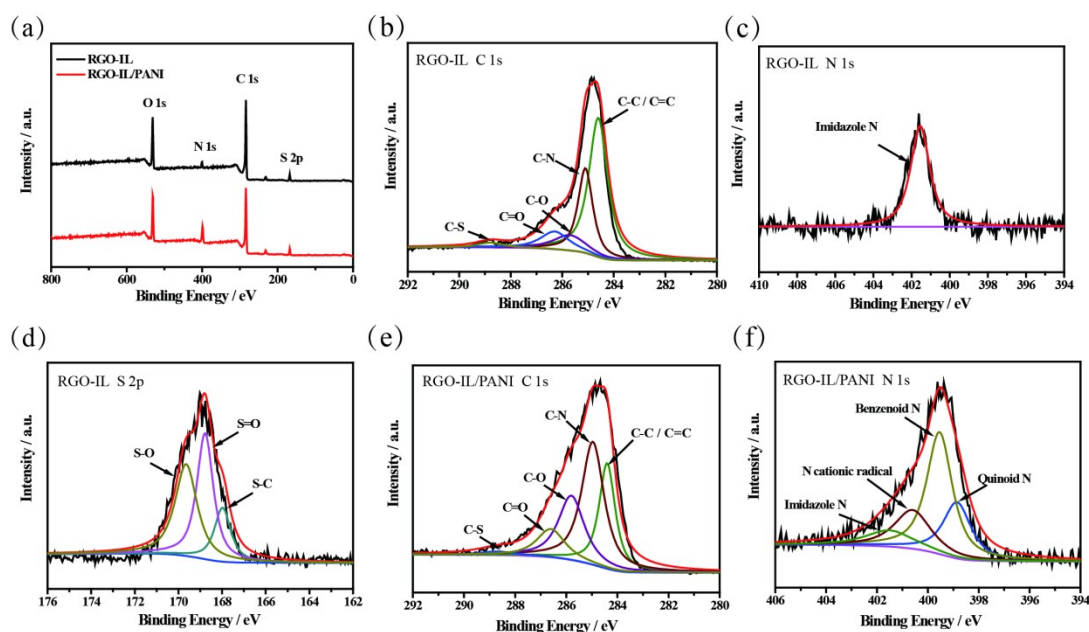 (a)
RGO-IL
RGO-IL/PANI
C 1s
O 1s
N 1s
S 2p
Intensity / a.u.
800 600 400 200 0
Binding Energy / eV
(b)
RGO-IL C 1s
C-C / C=C
C-N
C-O
C=O
C-S
Intensity / a.u.
292 290 288 286 284 282 280
Binding Energy / eV
(c)
RGO-IL N 1s
Imidazole N
Intensity / a.u.
410 408 406 404 402 400 398 396 394
Binding Energy / eV
(d)
RGO-IL S 2p
S=O
S-O
S-C
Intensity / a.u.
176 174 172 170 168 166 164 162
Binding Energy / eV
(e)
RGO-IL/PANI C 1s
C-N
C-C / C=C
C-O
C=O
C-S
Intensity / a.u.
292 290 288 286 284 282 280
Binding Energy / eV
(f)
RGO-IL/PANI N 1s
Benzenoid N
N cationic radical
Quinoid N
Imidazole N
Intensity / a.u.
406 404 402 400 398 396 394
Binding Energy / eV